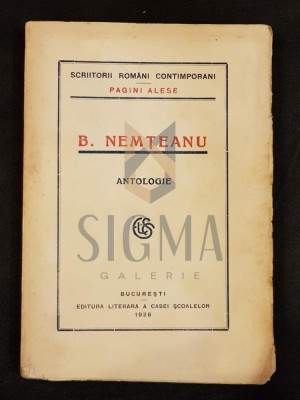 SCRIITORII ROMÂNI CONTIMPORANI
PAGINI ALESE
B. NEMȚEANU
ANTOLOGIE
SIGMA
GALERIE
BUCUREȘTI
EDITURA LITERARA A CASEI ȘCOALELOR
1926